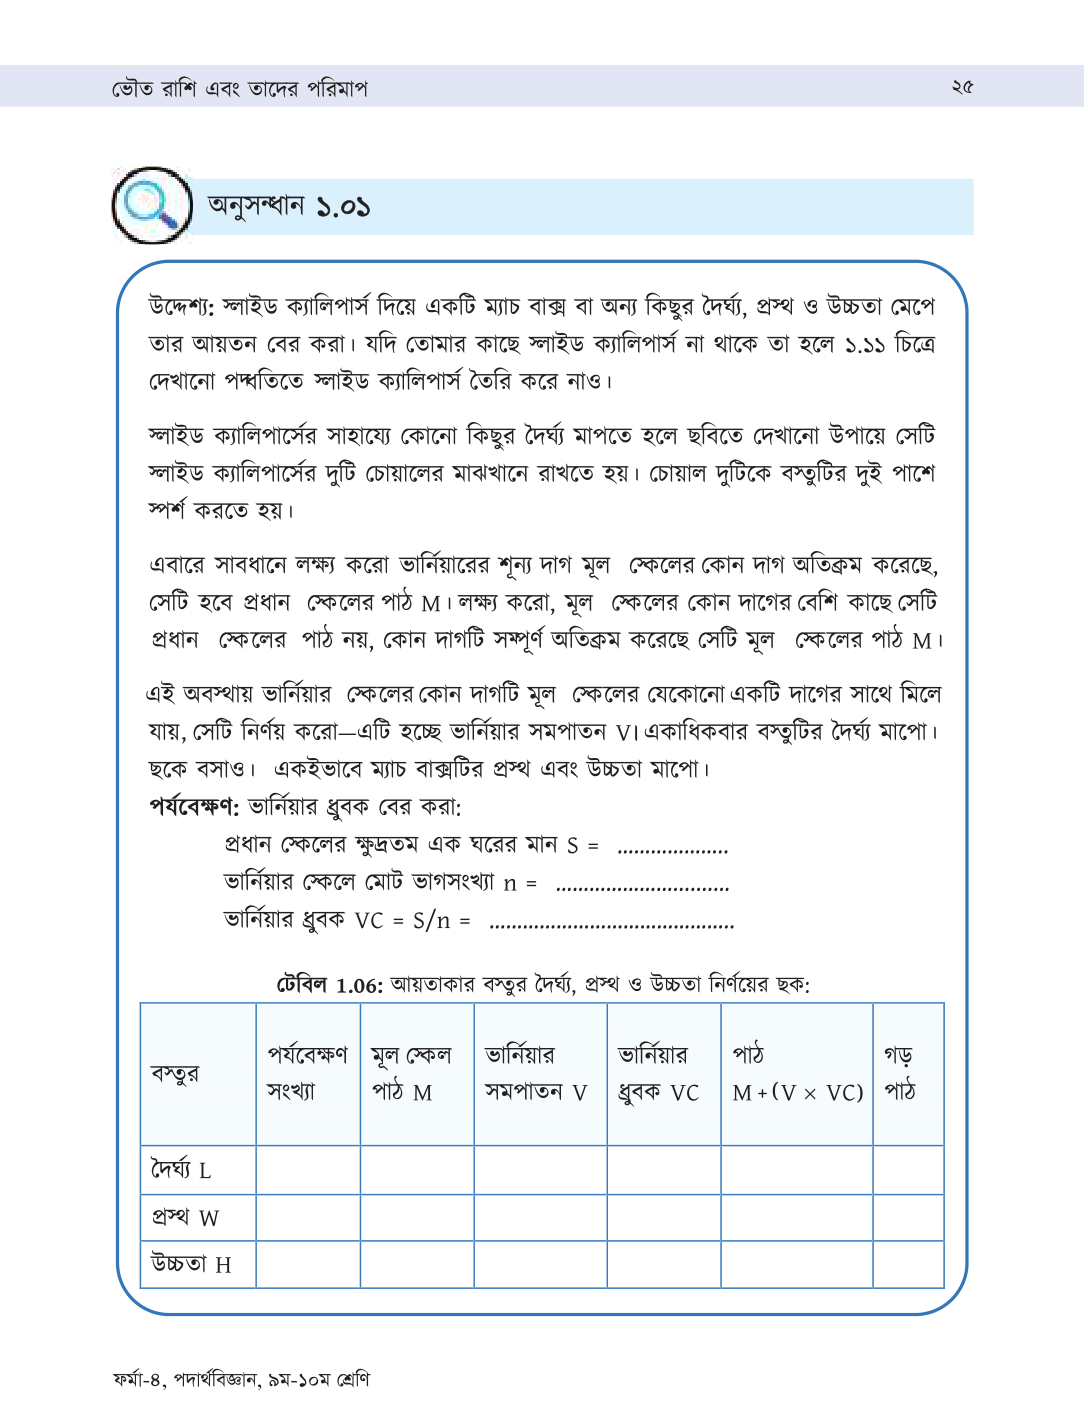 ভৌত রাশি এবং তাদের পরিমাপ ২৫
অনুসন্ধান ১.০১
উদ্দেশ্য: স্লাইড ক্যালিপার্স দিয়ে একটি ম্যাচ বাক্স বা অন্য কিছুর দৈর্ঘ্য, প্রস্থ ও উচ্চতা মেপে
তার আয়তন বের করা। যদি তোমার কাছে স্লাইড ক্যালিপার্স না থাকে তা হলে ১.১১ চিত্রে
দেখানো পদ্ধতিতে স্লাইড ক্যালিপার্স তৈরি করে নাও।
স্লাইড ক্যালিপার্সের সাহায্যে কোনো কিছুর দৈর্ঘ্য মাপতে হলে ছবিতে দেখানো উপায়ে সেটি
স্লাইড ক্যালিপার্সের দুটি চোয়ালের মাঝখানে রাখতে হয়। চোয়াল দুটিকে বস্তুটির দুই পাশে
স্পর্শ করতে হয়।
এবারে সাবধানে লক্ষ্য করো ভার্নিয়ারের শূন্য দাগ মূল স্কেলের কোন দাগ অতিক্রম করেছে,
সেটি হবে প্রধান স্কেলের পাঠ M। লক্ষ্য করো, মূল স্কেলের কোন দাগের বেশি কাছে সেটি
প্রধান স্কেলের পাঠ নয়, কোন দাগটি সম্পূর্ণ অতিক্রম করেছে সেটি মূল স্কেলের পাঠ M।
এই অবস্থায় ভার্নিয়ার স্কেলের কোন দাগটি মূল স্কেলের যেকোনো একটি দাগের সাথে মিলে
যায়, সেটি নির্ণয় করো—এটি হচ্ছে ভার্নিয়ার সমপাতন V। একাধিকবার বস্তুটির দৈর্ঘ্য মাপো।
ছকে বসাও। একইভাবে ম্যাচ বাক্সটির প্রস্থ এবং উচ্চতা মাপো।
পর্যবেক্ষণ: ভার্নিয়ার ধ্রুবক বের করা:
প্রধান স্কেলের ক্ষুদ্রতম এক ঘরের মান S = ....................
ভার্নিয়ার স্কেলে মোট ভাগসংখ্যা n = ...............................
ভার্নিয়ার ধ্রুবক VC = S/n = ............................................
টেবিল 1.06: আয়তাকার বস্তুর দৈর্ঘ্য, প্রস্থ ও উচ্চতা নির্ণয়ের ছক:
বস্তুর পর্যবেক্ষণ সংখ্যা মূল স্কেল পাঠ M ভার্নিয়ার সমপাতন V ভার্নিয়ার ধ্রুবক VC পাঠ M + (V × VC) গড় পাঠ
দৈর্ঘ্য L
প্রস্থ W
উচ্চতা H
ফর্মা-৪, পদার্থবিজ্ঞান, ৯ম-১০ম শ্রেণি